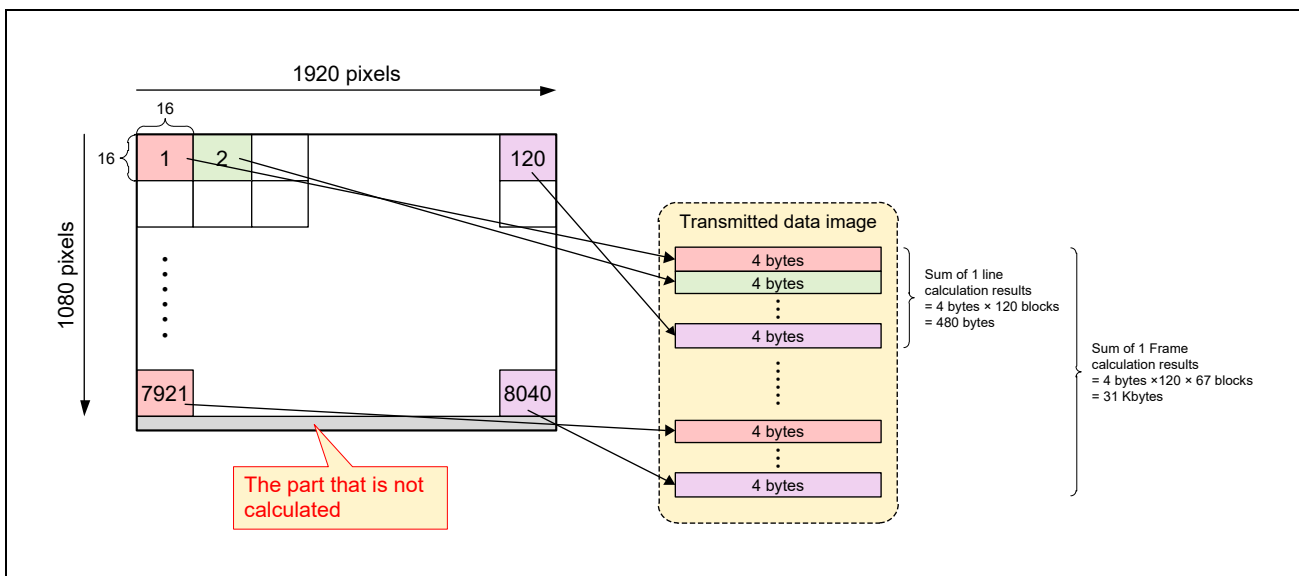 1920 pixels
16
16
1
2
120
1080 pixels
7921
8040
The part that is not
calculated
Transmitted data image
4 bytes
4 bytes
4 bytes
4 bytes
4 bytes
Sum of 1 line
calculation results
= 4 bytes × 120 blocks
= 480 bytes
Sum of 1 Frame
calculation results
= 4 bytes ×120 × 67 blocks
= 31 Kbytes